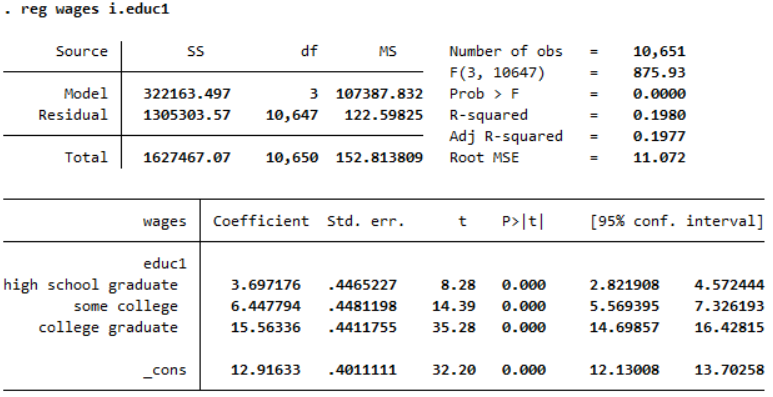 . reg wages i.educ1
Source SS df MS Number of obs = 10,651
F(3, 10647) = 875.93
Model 322163.497 3 107387.832 Prob > F = 0.0000
Residual 1305303.57 10,647 122.59825 R-squared = 0.1980
Adj R-squared = 0.1977
Total 1627467.07 10,650 152.813809 Root MSE = 11.072
wages Coefficient Std. err. t P>|t| [95% conf. interval]
educ1
high school graduate 3.697176 .4465227 8.28 0.000 2.821908 4.572444
some college 6.447794 .4481198 14.39 0.000 5.569395 7.326193
college graduate 15.56336 .4411755 35.28 0.000 14.69857 16.42815
_cons 12.91633 .4011111 32.20 0.000 12.13008 13.70258